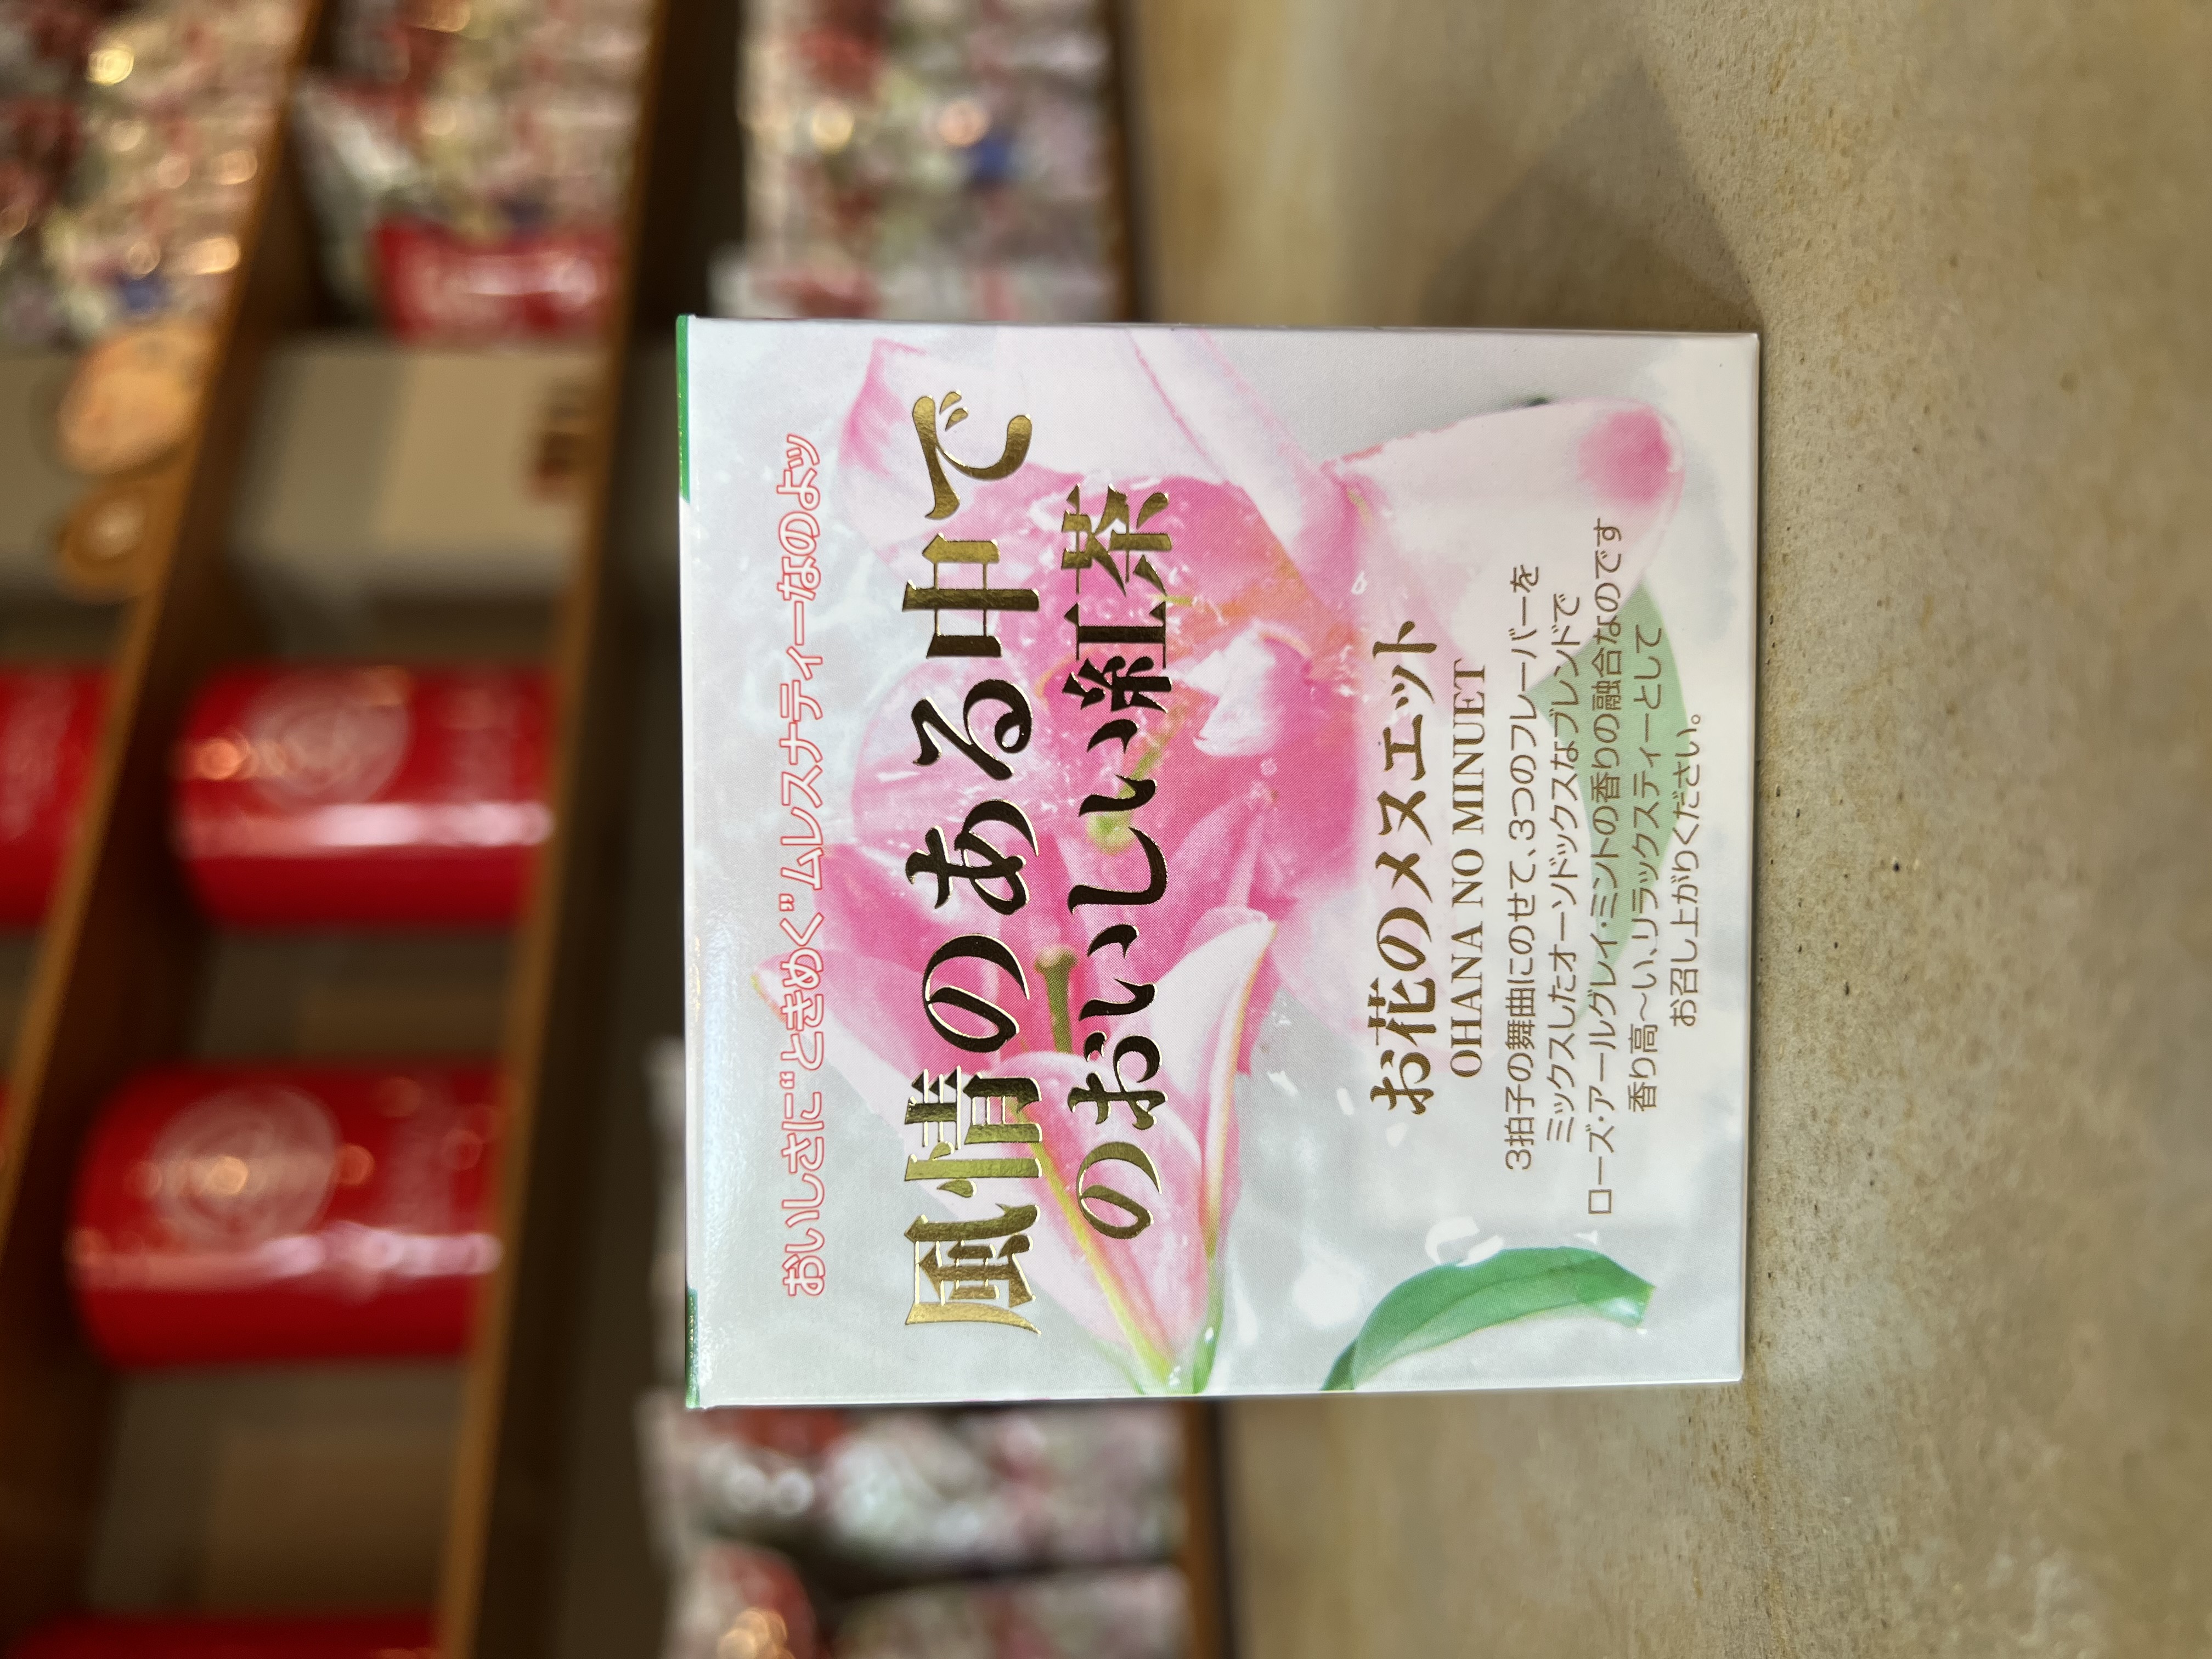 おいしさに“ときめく”ムレスナティーなのよッ
風情のある中で
のおいしい紅茶
お花のメヌエット
OHANA NO MINUET
3拍子の舞曲にのせて、3つのフレーバーを
ミックスしたオーソドックスなブレンドで
ローズ・アールグレイ・ミントの香りの融合なのです
香り高〜い、リラックスティーとして
お召し上がりください。